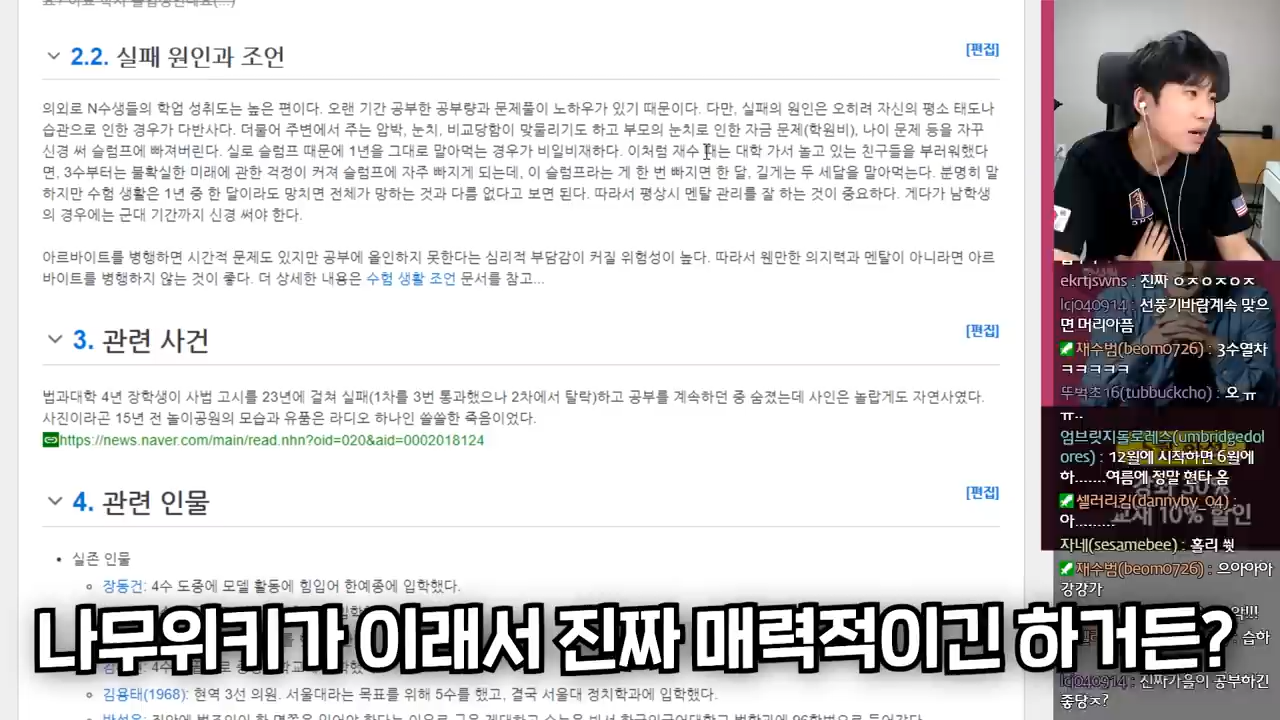 2.2. 실패 원인과 조언
[편집]
의외로 N수생들의 학업 성취도는 높은 편이다. 오랜 기간 공부한 공부량과 문제풀이 노하우가 있기 때문이다. 다만, 실패의 원인은 오히려 자신의 평소 태도나
습관으로 인한 경우가 다반사다. 더불어 주변에서 주는 압박, 눈치, 비교당함이 맞물리기도 하고 부모의 눈치로 인한 자금 문제(학원비), 나이 문제 등을 자꾸
신경 써 슬럼프에 빠져버린다. 실로 슬럼프 때문에 1년을 그대로 말아먹는 경우가 비일비재하다. 이처럼 재수 때는 대학 가서 놀고 있는 친구들을 부러워했다
면, 3수부터는 불확실한 미래에 관한 걱정이 커져 슬럼프에 자주 빠지게 되는데, 이 슬럼프라는 게 한 번 빠지면 한 달, 길게는 두 세달을 말아먹는다. 분명히 말
하지만 수험 생활은 1년 중 한 달이라도 망치면 전체가 망하는 것과 다름 없다고 보면 된다. 따라서 평상시 멘탈 관리를 잘 하는 것이 중요하다. 게다가 남학생
의 경우에는 군대 기간까지 신경 써야 한다.
아르바이트를 병행하면 시간적 문제도 있지만 공부에 올인하지 못한다는 심리적 부담감이 커질 위험성이 높다. 따라서 웬만한 의지력과 멘탈이 아니라면 아르
바이트를 병행하지 않는 것이 좋다. 더 상세한 내용은 수험 생활 조언 문서를 참고...
3. 관련 사건
[편집]
법과대학 4년 장학생이 사법 고시를 23년에 걸쳐 실패(1차를 3번 통과했으나 2차에서 탈락)하고 공부를 계속하던 중 숨졌는데 사인은 놀랍게도 자연사였다.
사진이라곤 15년 전 놀이공원의 모습과 유품은 라디오 하나인 쓸쓸한 죽음이었다.
https://news.naver.com/main/read.nhn?oid=020&aid=0002018124
4. 관련 인물
[편집]
• 실존 인물
장동건: 4수 도중에 모델 활동에 힘입어 한예종에 입학했다.
김용태(1968): 현역 3선 의원. 서울대라는 목표를 위해 5수를 했고, 결국 서울대 정치학과에 입학했다.
나무위키가 이래서 진짜 매력적이긴 하 거든?
ekrtjswns : 진짜 ㅇㅈㅇㅈㅇㅈ
lcj040914 : 선풍기바람계속 맞으
면 머리아픔
재수범(beom0726) : 3수열차
ㅋㅋㅋㅋㅋ
뚜벅초16(tubbuckcho) : 오 ㅠ
ㅠ..
엄브릿지돌로레스(umbridgedol
ores) : 12월에 시작하면 6월에
하.......여름에 정말 현타 옴
셀러리킴(dannyby_04) :
아.........
교재 10% 할인
자네(sesamebee) : 홀리 쒯
재수범(beom0726) : 으아아아
강강가
습하
lcj040914 : 진짜가을이 공부하긴
좋당ㅈ?